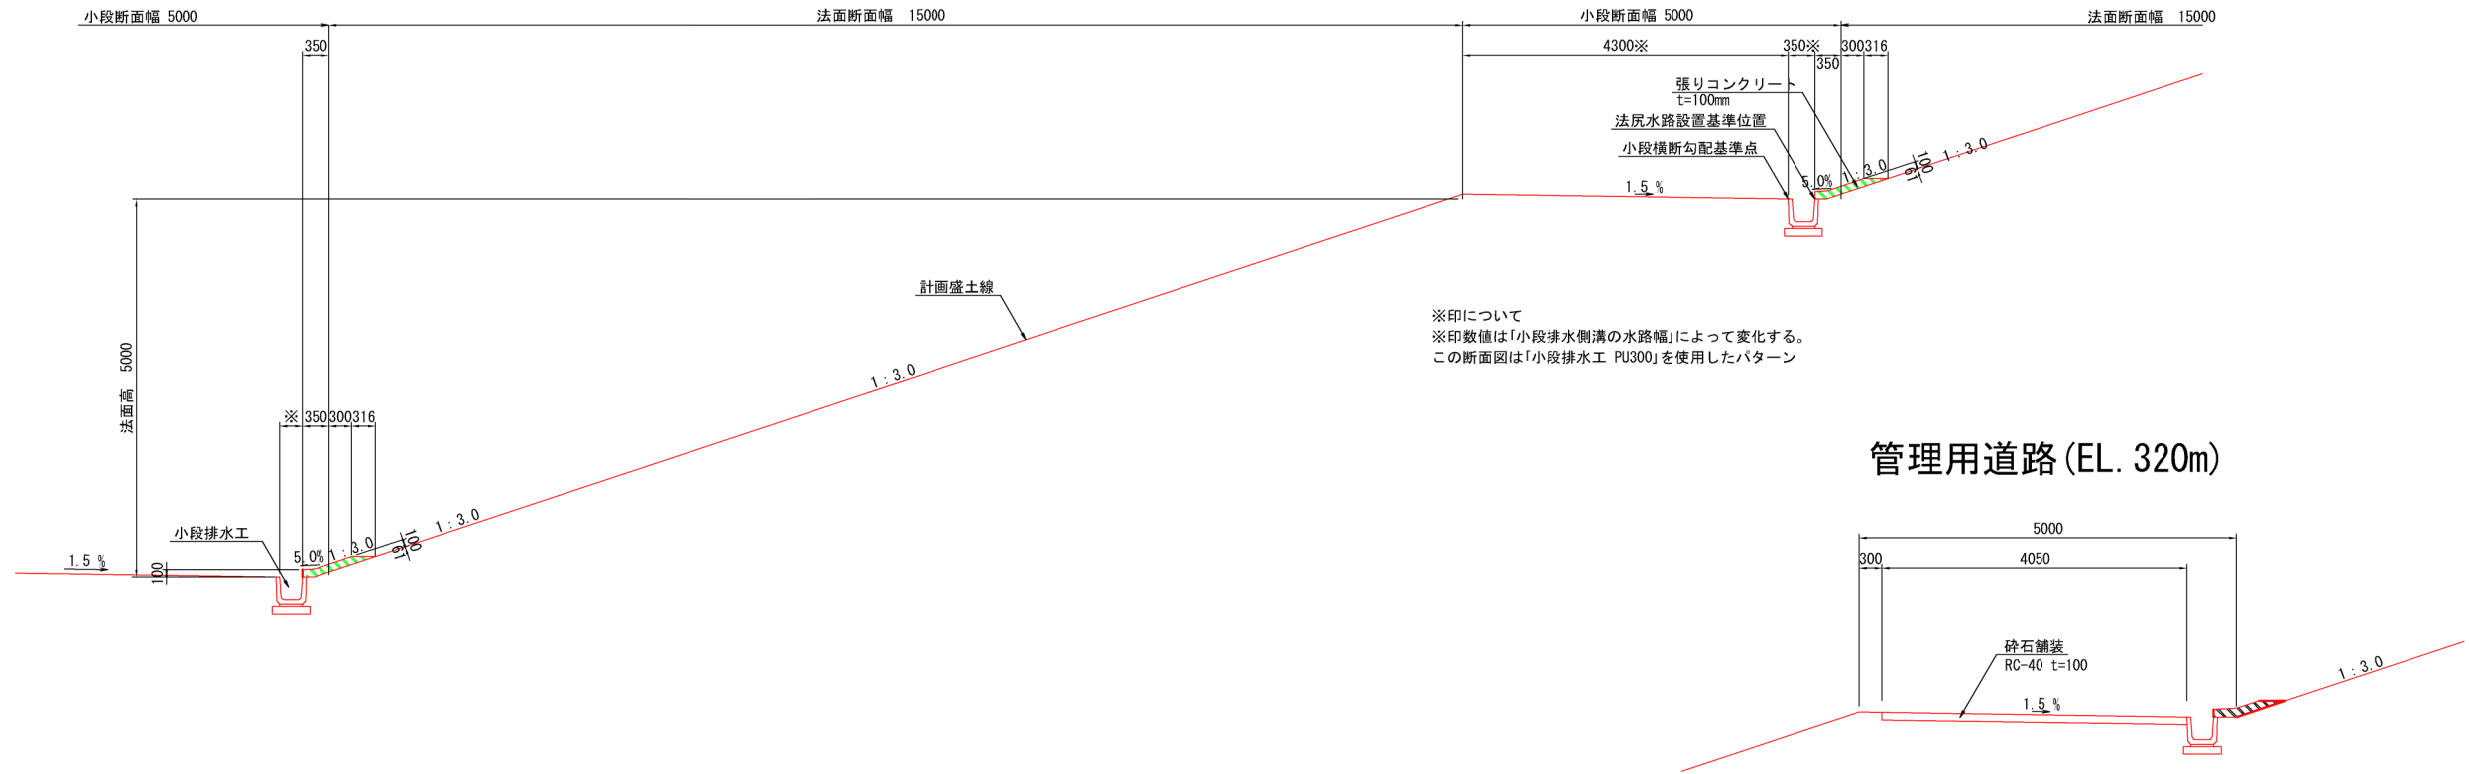 小段断面幅 5000
法面断面幅 15000
小段断面幅 5000
法面断面幅 15000
350
4300※
350※
300
316
350
張りコンクリート
t=100mm
法尻水路設置基準位置
小段横断勾配基準点
1.5 %
5.0%
1:3.0
100
67
1:3.0
法面高 5000
計画盛土線
1:3.0
※印について
※印数値は「小段排水側溝の水路幅」によって変化する。
この断面図は「小段排水工 PU300」を使用したパターン
※
350
300
316
小段排水工
1.5 %
100
5.0%
1:3.0
100
67
1:3.0
管理用道路(EL.320m)
5000
300
4050
砕石舗装
RC-40 t=100
1.5 %
1:3.0